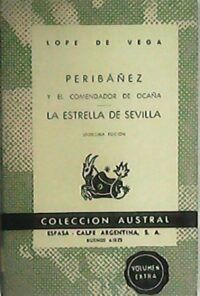 LOPE DE VEGA
PERIBÁÑEZ
Y EL COMENDADOR DE OCAÑA
LA ESTRELLA DE SEVILLA
EDICIÓN
COLECCION AUSTRAL
ESPASA - CALPE ARGENTINA, S. A.
BUENOS AIRES
VOLUMEN
EXTRA